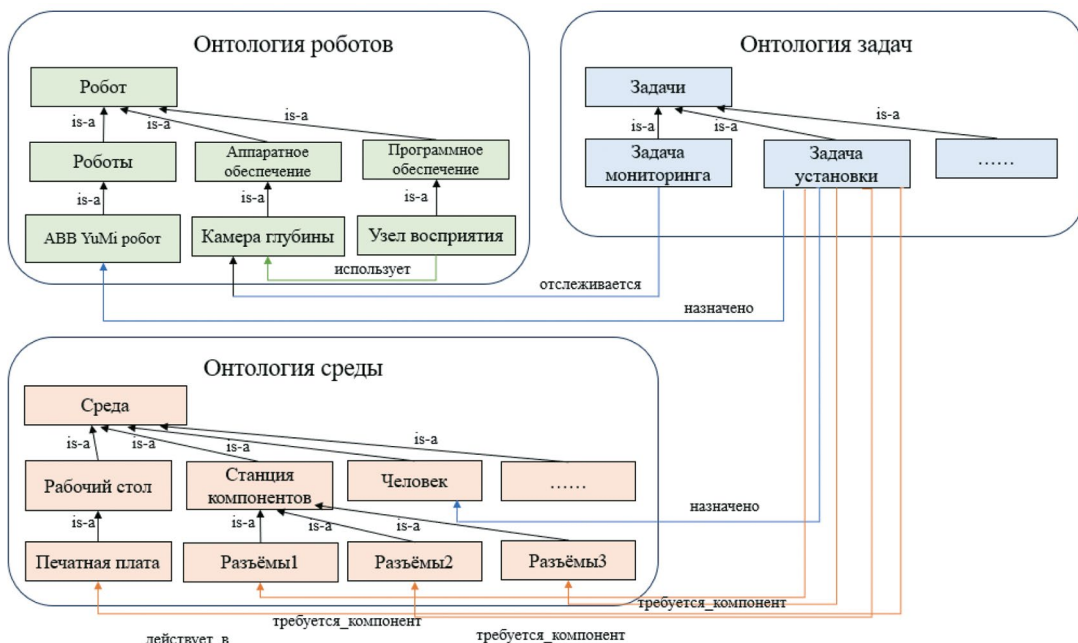 Онтология роботов
Робот
is-a
is-a
is-a
Роботы
Аппаратное
обеспечение
Программное
обеспечение
is-a
is-a
is-a
ABB YuMi робот
Камера глубины
Узел восприятия
использует
Онтология задач
Задачи
is-a
is-a
is-a
Задача
мониторинга
Задача
установки
......
отслеживается
назначено
Онтология среды
Среда
is-a
is-a
is-a
is-a
Рабочий стол
Станция
компонентов
Человек
......
назначено
is-a
is-a
is-a
is-a
Печатная плата
Разъёмы1
Разъёмы2
Разъёмы3
требуется_компонент
требуется_компонент
требуется_компонент
действует_в